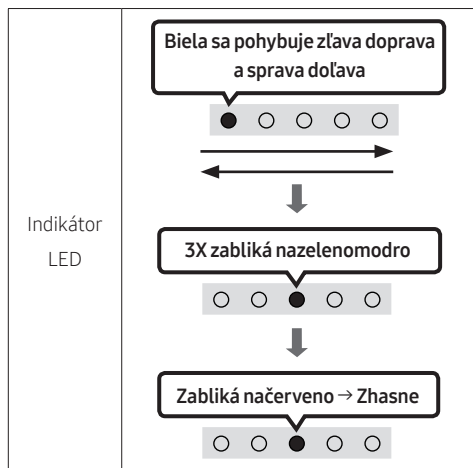 Indikátor
LED
Biela sa pohybuje zľava doprava
a sprava doľava
3X zabliká nazelenomodro
Zabliká načerveno → Zhasne